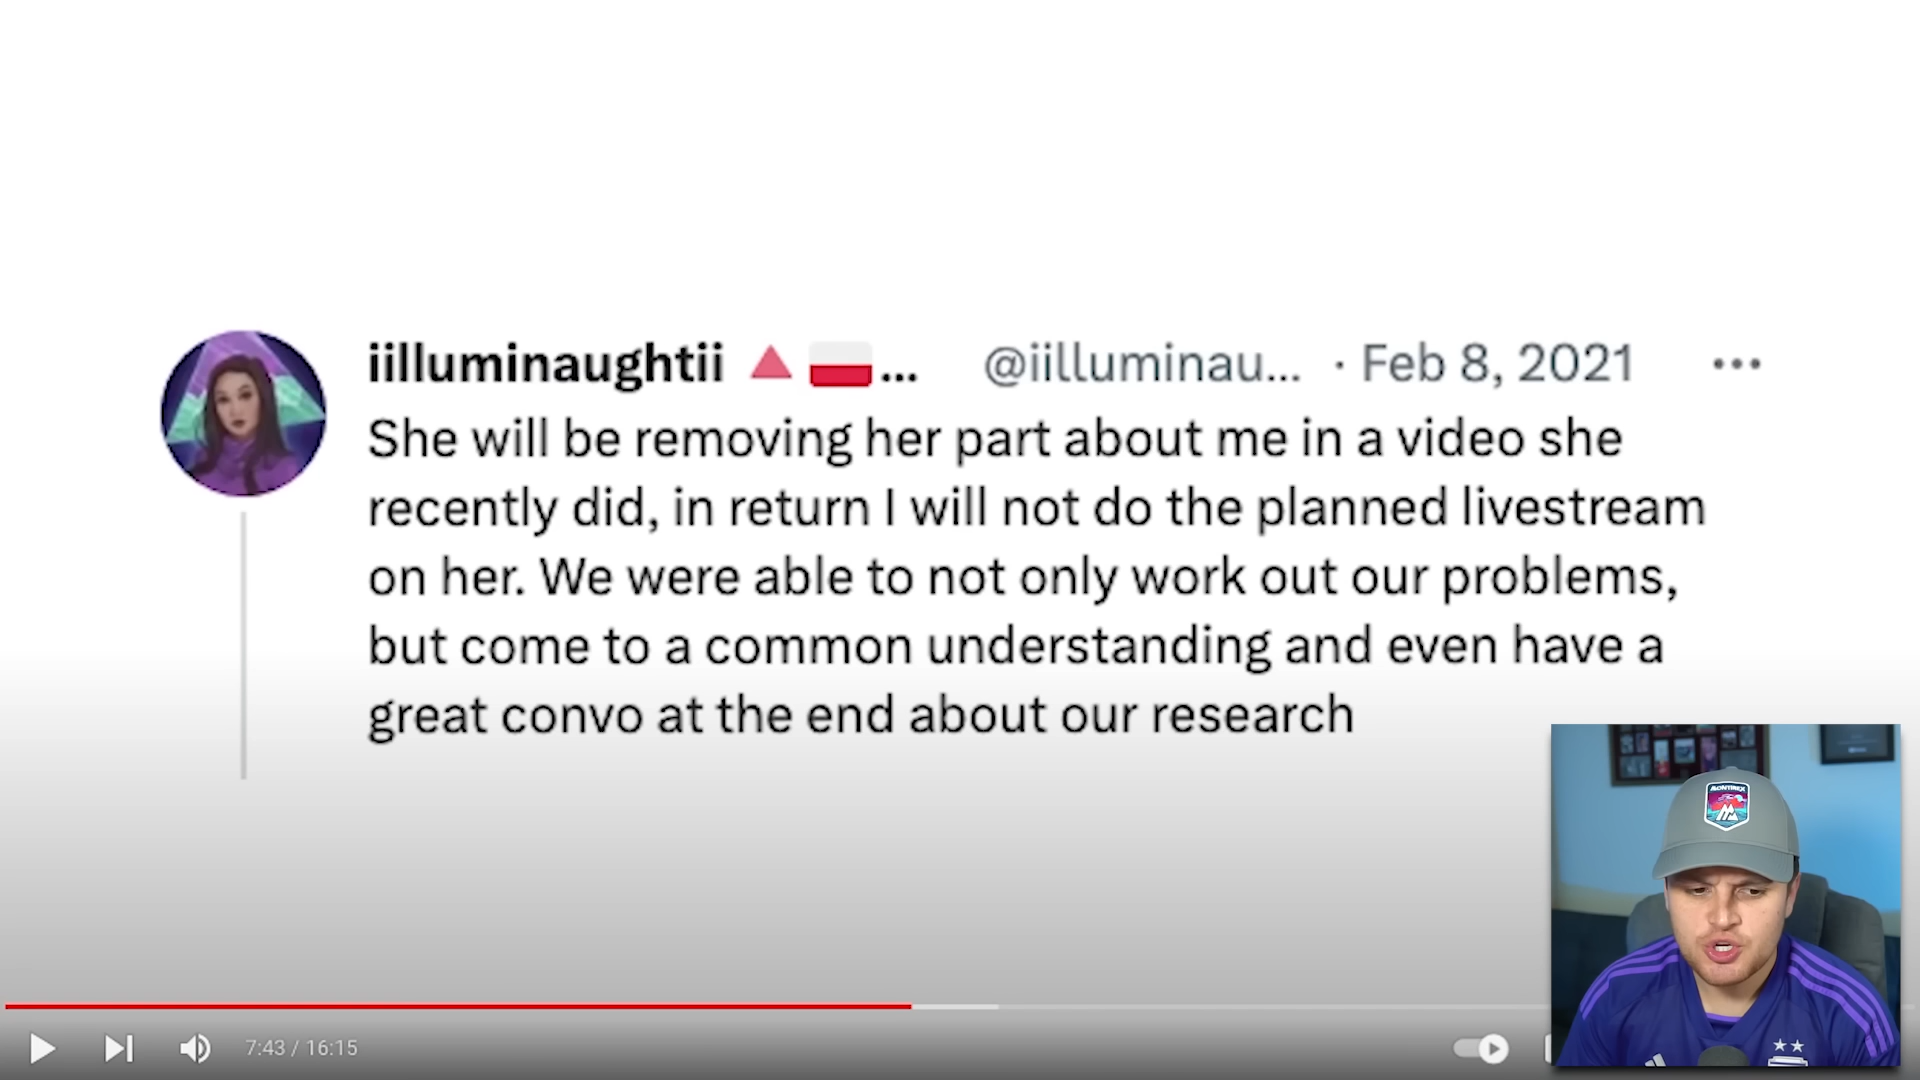 iilluminaughtii 🔺🇵🇱... @iilluminau... · Feb 8, 2021 ...
She will be removing her part about me in a video she
recently did, in return I will not do the planned livestream
on her. We were able to not only work out our problems,
but come to a common understanding and even have a
great convo at the end about our research
MONTIREX
7:43 / 16:15